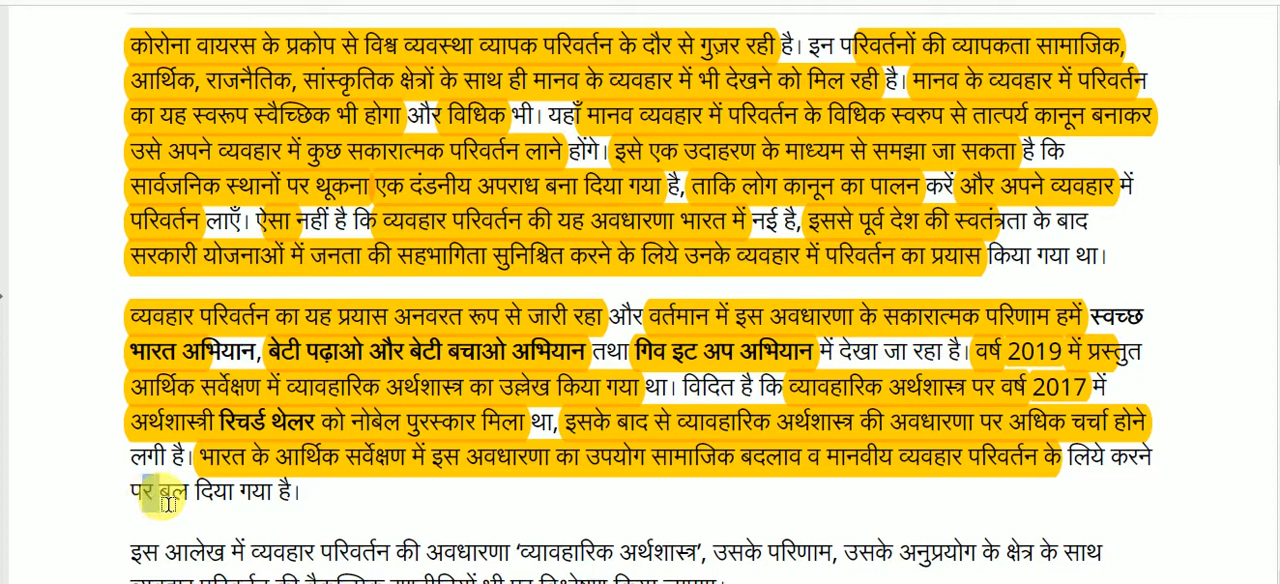 कोरोना वायरस के प्रकोप से विश्व व्यवस्था व्यापक परिवर्तन के दौर से गुज़र रही है। इन परिवर्तनों की व्यापकता सामाजिक,
आर्थिक, राजनैतिक, सांस्कृतिक क्षेत्रों के साथ ही मानव के व्यवहार में भी देखने को मिल रही है। मानव के व्यवहार में परिवर्तन
का यह स्वरूप स्वैच्छिक भी होगा और विधिक भी। यहाँ मानव व्यवहार में परिवर्तन के विधिक स्वरुप से तात्पर्य कानून बनाकर
उसे अपने व्यवहार में कुछ सकारात्मक परिवर्तन लाने होंगे। इसे एक उदाहरण के माध्यम से समझा जा सकता है कि
सार्वजनिक स्थानों पर थूकना एक दंडनीय अपराध बना दिया गया है, ताकि लोग कानून का पालन करें और अपने व्यवहार में
परिवर्तन लाएँ। ऐसा नहीं है कि व्यवहार परिवर्तन की यह अवधारणा भारत में नई है, इससे पूर्व देश की स्वतंत्रता के बाद
सरकारी योजनाओं में जनता की सहभागिता सुनिश्चित करने के लिये उनके व्यवहार में परिवर्तन का प्रयास किया गया था।
व्यवहार परिवर्तन का यह प्रयास अनवरत रूप से जारी रहा और वर्तमान में इस अवधारणा के सकारात्मक परिणाम हमें स्वच्छ
भारत अभियान, बेटी पढ़ाओ और बेटी बचाओ अभियान तथा गिव इट अप अभियान में देखा जा रहा है। वर्ष 2019 में प्रस्तुत
आर्थिक सर्वेक्षण में व्यावहारिक अर्थशास्त्र का उल्लेख किया गया था। विदित है कि व्यावहारिक अर्थशास्त्र पर वर्ष 2017 में
अर्थशास्त्री रिचर्ड थेलर को नोबेल पुरस्कार मिला था, इसके बाद से व्यावहारिक अर्थशास्त्र की अवधारणा पर अधिक चर्चा होने
लगी है। भारत के आर्थिक सर्वेक्षण में इस अवधारणा का उपयोग सामाजिक बदलाव व मानवीय व्यवहार परिवर्तन के लिये करने
पर बल दिया गया है।
इस आलेख में व्यवहार परिवर्तन की अवधारणा ‘व्यावहारिक अर्थशास्त्र’, उसके परिणाम, उसके अनुप्रयोग के क्षेत्र के साथ